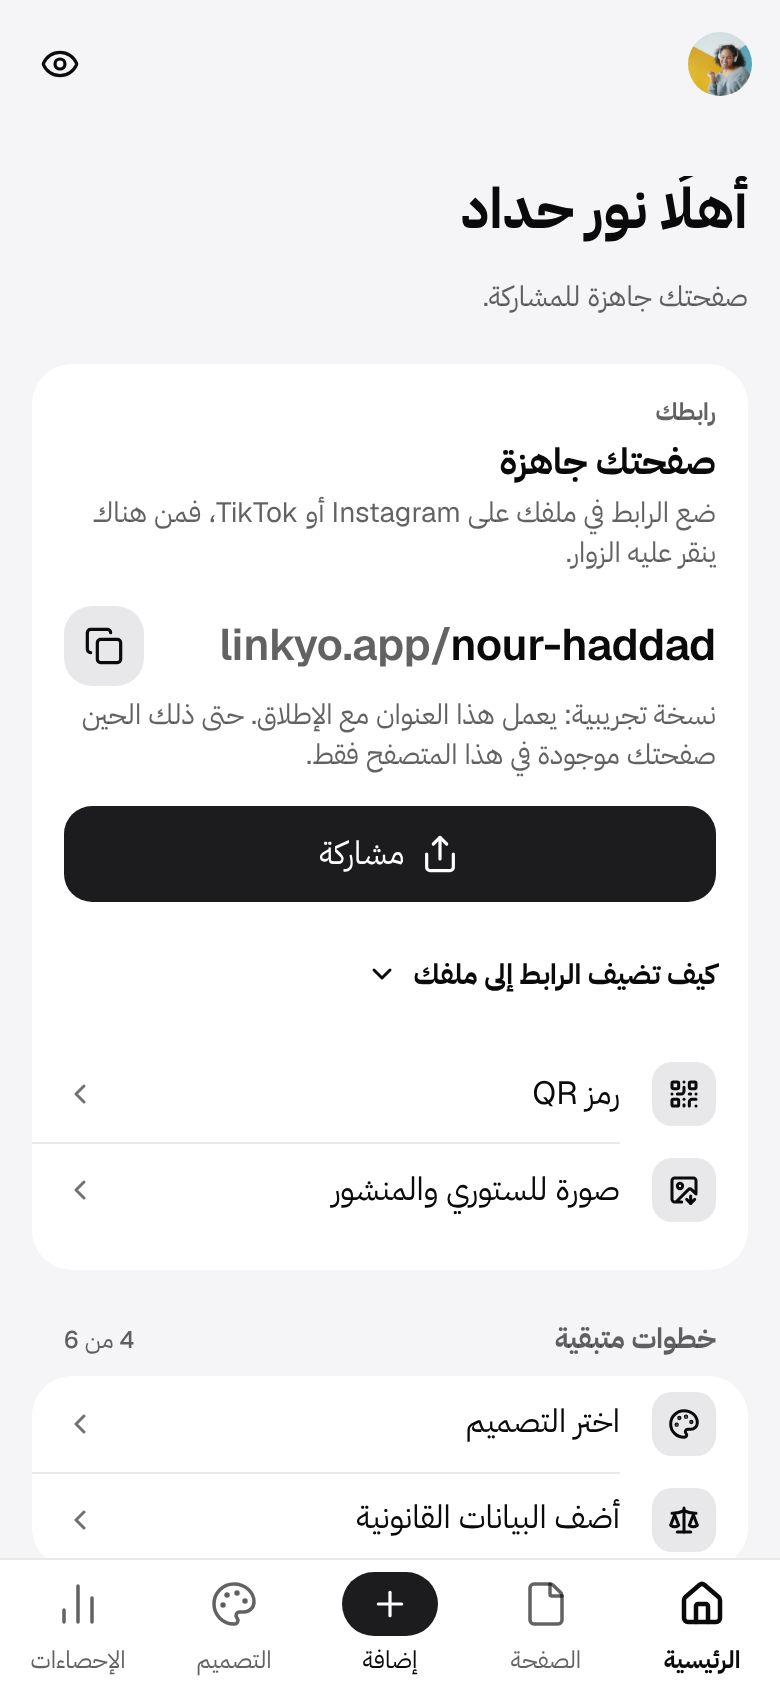 أهلًا نور حداد
صفحتك جاهزة للمشاركة.
رابطك
صفحتك جاهزة
ضع الرابط في ملفك على Instagram أو TikTok، فمن هناك
ينقر عليه الزوار.
linkyo.app/nour-haddad
نسخة تجريبية: يعمل هذا العنوان مع الإطلاق. حتى ذلك الحين
صفحتك موجودة في هذا المتصفح فقط.
مشاركة
كيف تضيف الرابط إلى ملفك
رمز QR
صورة للستوري والمنشور
خطوات متبقية
4 من 6
اختر التصميم
أضف البيانات القانونية
الرئيسية
الصفحة
إضافة
التصميم
الإحصاءات